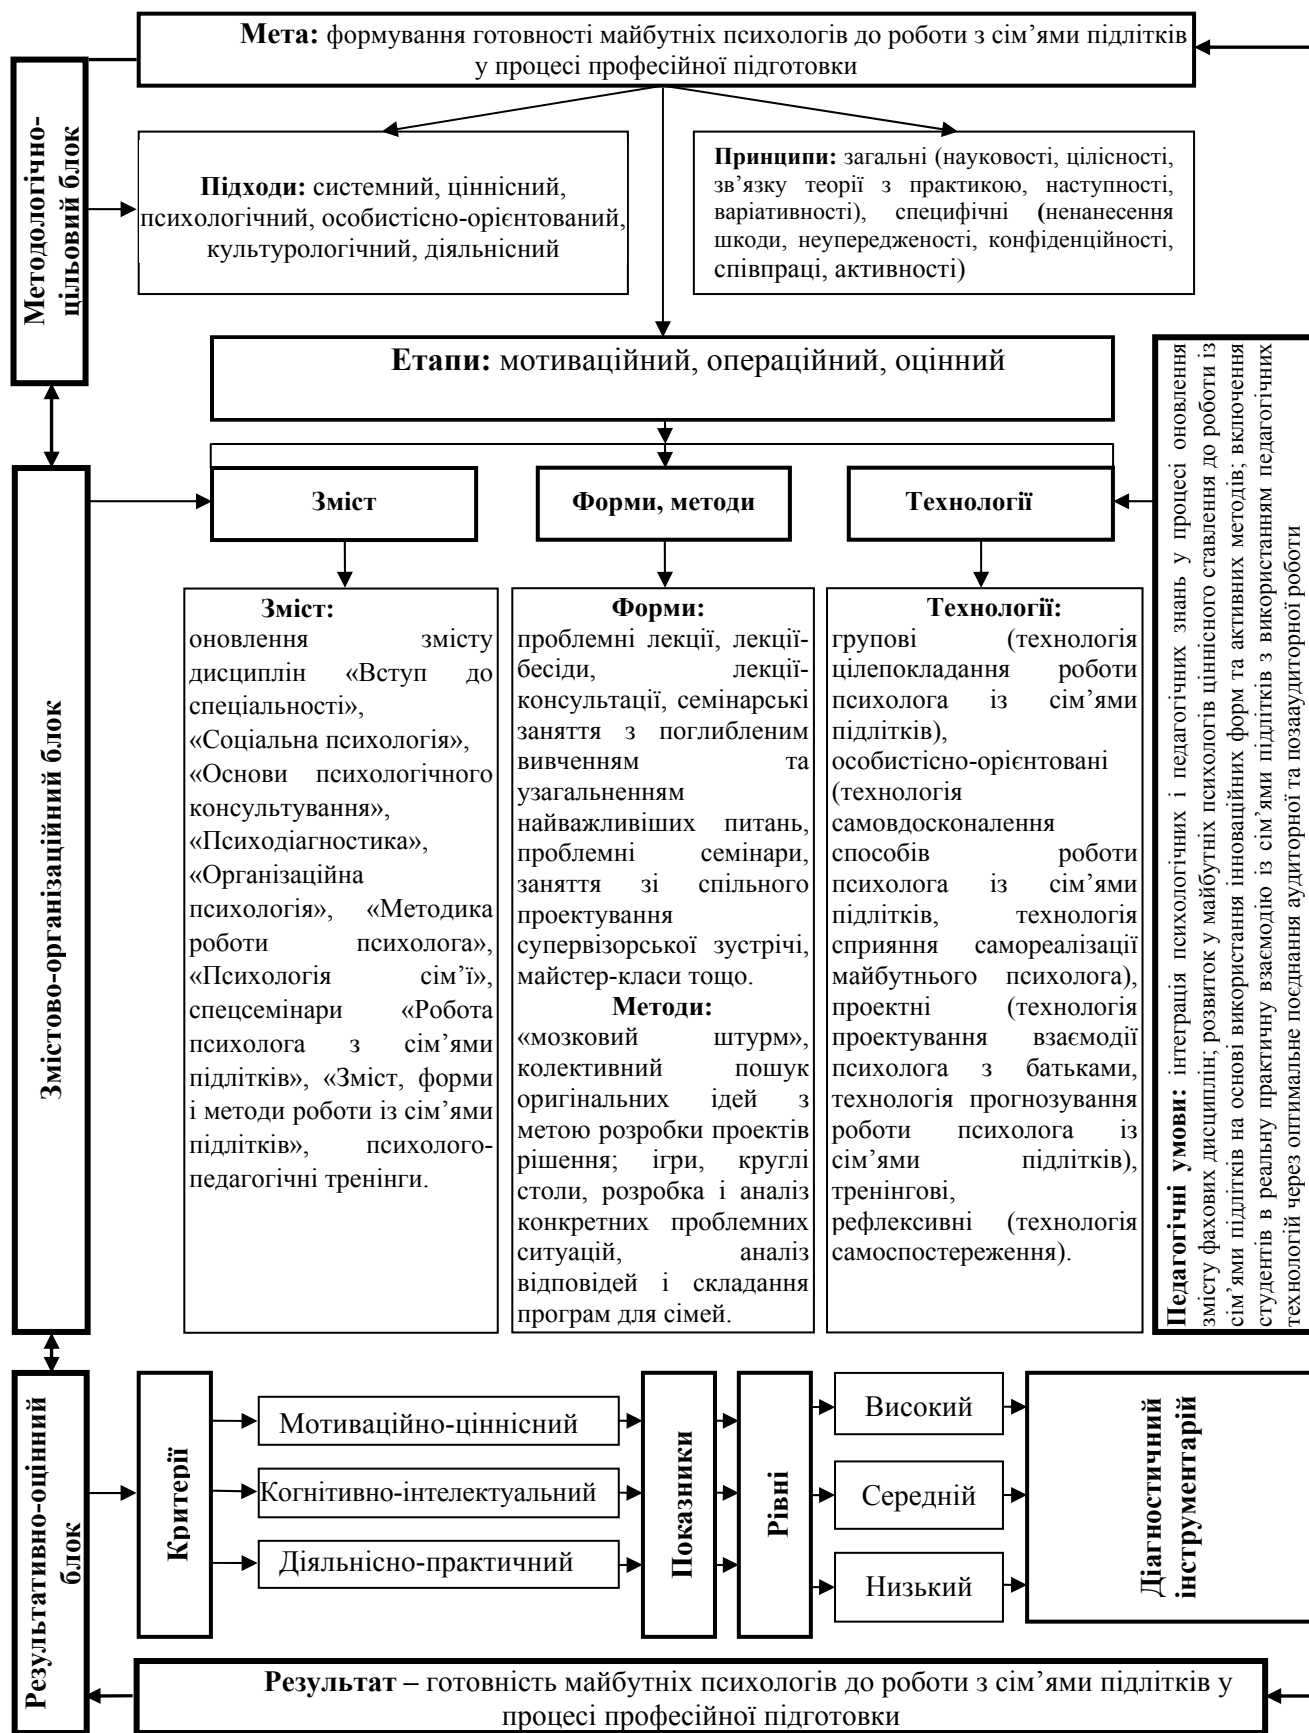 Мета: формування готовності майбутніх психологів до роботи з сім’ями підлітків
у процесі професійної підготовки
Методологічно-
цільовий блок
Підходи: системний, ціннісний,
психологічний, особистісно-орієнтований,
культурологічний, діяльнісний
Принципи: загальні (науковості, цілісності,
зв’язку теорії з практикою, наступності,
варіативності), специфічні (ненанесення
шкоди, неупередженості, конфіденційності,
співпраці, активності)
Етапи: мотиваційний, операційний, оцінний
Змістово-організаційний блок
Зміст
Форми, методи
Технології
Зміст:
оновлення змісту
дисциплін «Вступ до
спеціальності»,
«Соціальна психологія»,
«Основи психологічного
консультування»,
«Психодіагностика»,
«Організаційна
психологія», «Методика
роботи психолога»,
«Психологія сім’ї»,
спецсемінари «Робота
психолога з сім’ями
підлітків», «Зміст, форми
і методи роботи із сім’ями
підлітків», психолого-
педагогічні тренінги.
Форми:
проблемні лекції, лекції-
бесіди, лекції-
консультації, семінарські
заняття з поглибленим
вивченням та
узагальненням
найважливіших питань,
проблемні семінари,
заняття зі спільного
проектування
супервізорської зустрічі,
майстер-класи тощо.
Методи:
«мозковий штурм»,
колективний пошук
оригінальних ідей з
метою розробки проектів
рішення; ігри, круглі
столи, розробка і аналіз
конкретних проблемних
ситуацій, аналіз
відповідей і складання
програм для сімей.
Технології:
групові (технологія
цілепокладання роботи
психолога із сім’ями
підлітків),
особистісно-орієнтовані
(технологія
самовдосконалення
способів роботи
психолога із сім’ями
підлітків, технологія
сприяння самореалізації
майбутнього психолога),
проектні (технологія
проектування взаємодії
психолога з батьками,
технологія прогнозування
роботи психолога із
сім’ями підлітків),
тренінгові,
рефлексивні (технологія
самоспостереження).
Педагогічні умови: інтеграція психологічних і педагогічних знань у процесі оновлення
змісту фахових дисциплін; розвиток у майбутніх психологів ціннісного ставлення до роботи із
сім’ями підлітків на основі використання інноваційних форм та активних методів; включення
студентів в реальну практичну взаємодію із сім’ями підлітків з використанням педагогічних
технологій через оптимальне поєднання аудиторної та позааудиторної роботи
Результативно-оцінний
блок
Критерії
Мотиваційно-ціннісний
Когнітивно-інтелектуальний
Діяльнісно-практичний
Показники
Рівні
Високий
Середній
Низький
Діагностичний
інструментарій
Результат – готовність майбутніх психологів до роботи з сім’ями підлітків у
процесі професійної підготовки